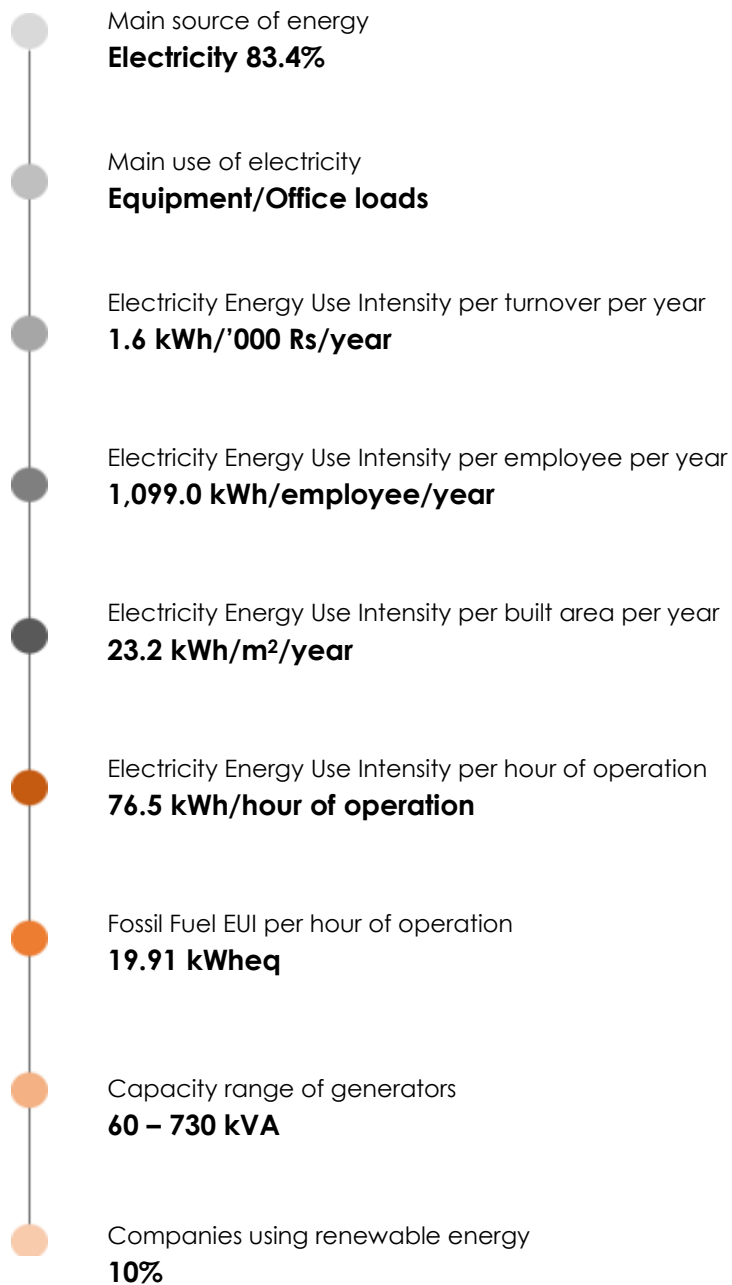 Main source of energy
Electricity 83.4%
Main use of electricity
Equipment/Office loads
Electricity Energy Use Intensity per turnover per year
1.6 kWh/’000 Rs/year
Electricity Energy Use Intensity per employee per year
1,099.0 kWh/employee/year
Electricity Energy Use Intensity per built area per year
23.2 kWh/m²/year
Electricity Energy Use Intensity per hour of operation
76.5 kWh/hour of operation
Fossil Fuel EUI per hour of operation
19.91 kWheq
Capacity range of generators
60 – 730 kVA
Companies using renewable energy
10%